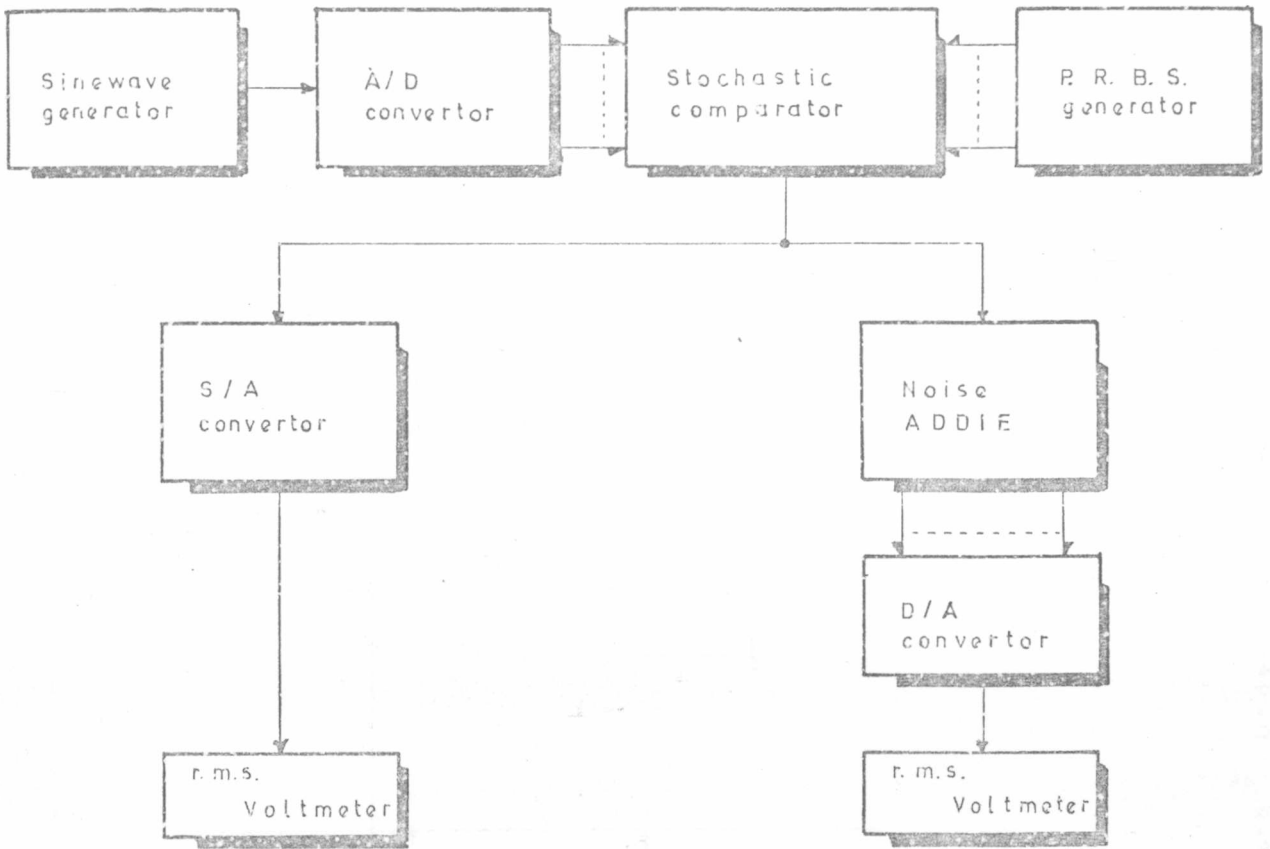 Sinewave
generator
A/D
convertor
Stochastic
comparator
P. R. B. S.
generator
S/A
convertor
Noise
ADDIE
D/A
convertor
r.m.s.
Voltmeter
r.m.s.
Voltmeter